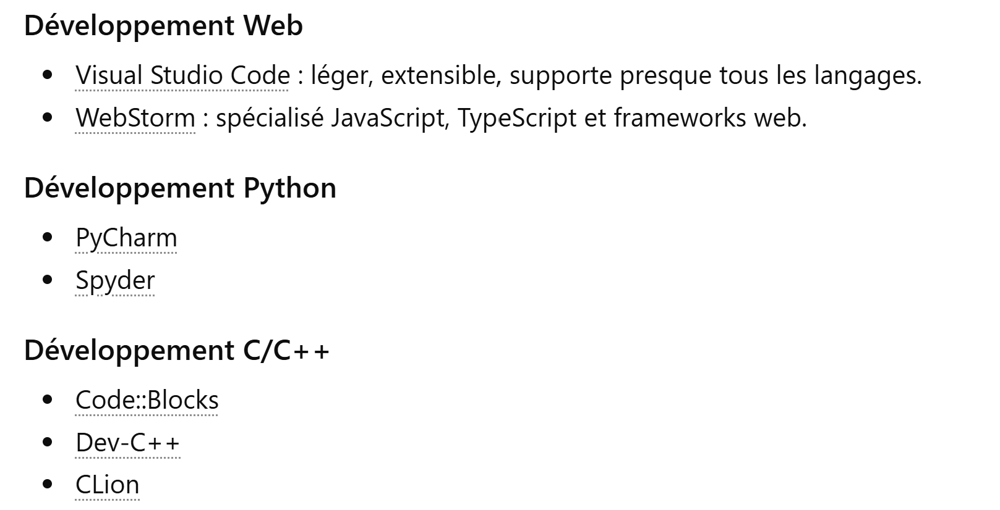 Développement Web
• Visual Studio Code : léger, extensible, supporte presque tous les langages.
• WebStorm : spécialisé JavaScript, TypeScript et frameworks web.
Développement Python
• PyCharm
• Spyder
Développement C/C++
• Code::Blocks
• Dev-C++
• CLion